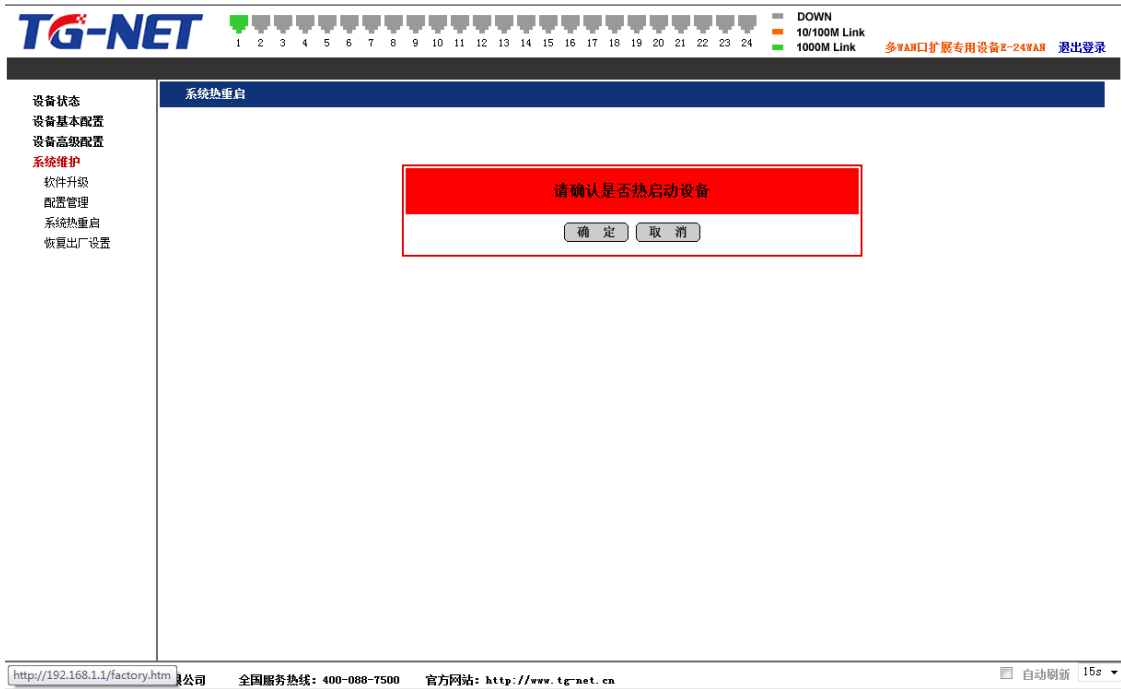 TG-NET
1 2 3 4 5 6 7 8 9 10 11 12 13 14 15 16 17 18 19 20 21 22 23 24
DOWN
10/100M Link
1000M Link
多WAN口扩展专用设备E-24WAN 退出登录
系统热重启
设备状态
设备基本配置
设备高级配置
系统维护
软件升级
配置管理
系统热重启
恢复出厂设置
请确认是否热启动设备
确 定 取 消
http://192.168.1.1/factory.htm
限公司 全国服务热线：400-088-7500 官方网站：http://www.tg-net.cn
自动刷新 15s